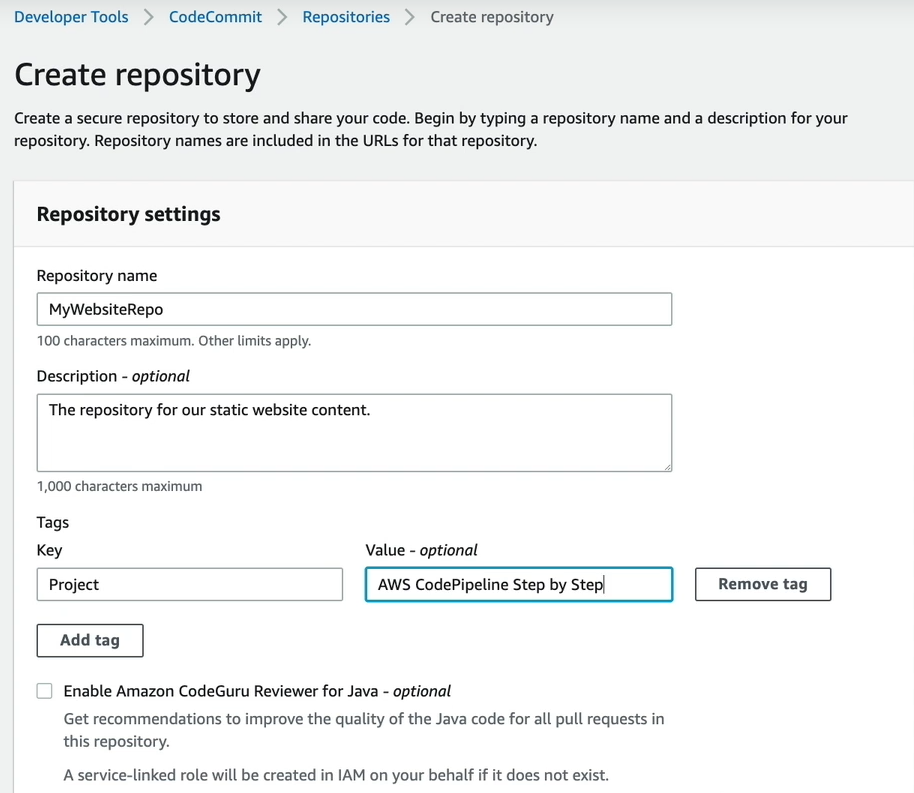 Developer Tools > CodeCommit > Repositories > Create repository
Create repository
Create a secure repository to store and share your code. Begin by typing a repository name and a description for your
repository. Repository names are included in the URLs for that repository.
Repository settings
Repository name
MyWebsiteRepo
100 characters maximum. Other limits apply.
Description - optional
The repository for our static website content.
1,000 characters maximum
Tags
Key Value - optional
Project AWS CodePipeline Step by Step Remove tag
Add tag
Enable Amazon CodeGuru Reviewer for Java - optional
Get recommendations to improve the quality of the Java code for all pull requests in
this repository.
A service-linked role will be created in IAM on your behalf if it does not exist.